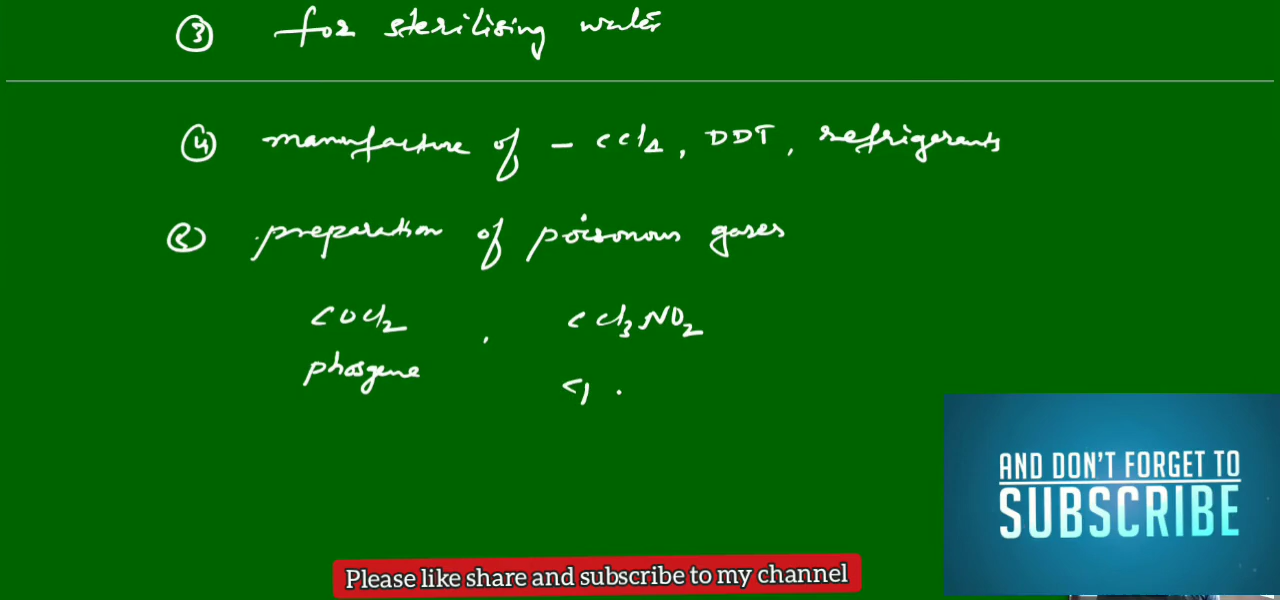 ③ for sterilising water
④ manufacture of - CCl4, DDT, refrigerants
⑤ preparation of poisonous gases
COCl2 , CCl3NO2
phosgene
AND DON'T FORGET TO
SUBSCRIBE
Please like share and subscribe to my channel